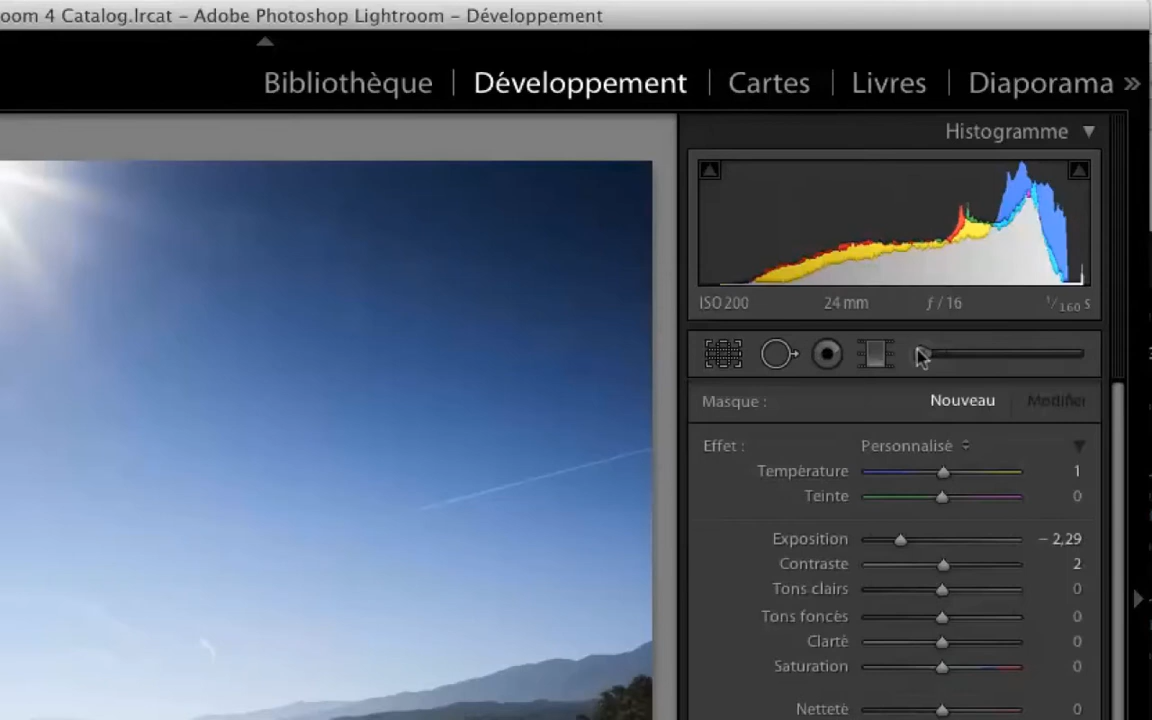 oom 4 Catalog.lrcat – Adobe Photoshop Lightroom – Développement
Bibliothèque | Développement | Cartes | Livres | Diaporama »
Histogramme
ISO 200 24 mm ƒ / 16 1/160 s
Masque : Nouveau Modifier
Effet : Personnalisé
Température 1
Teinte 0
Exposition – 2,29
Contraste 2
Tons clairs 0
Tons foncés 0
Clarté 0
Saturation 0
Netteté 0